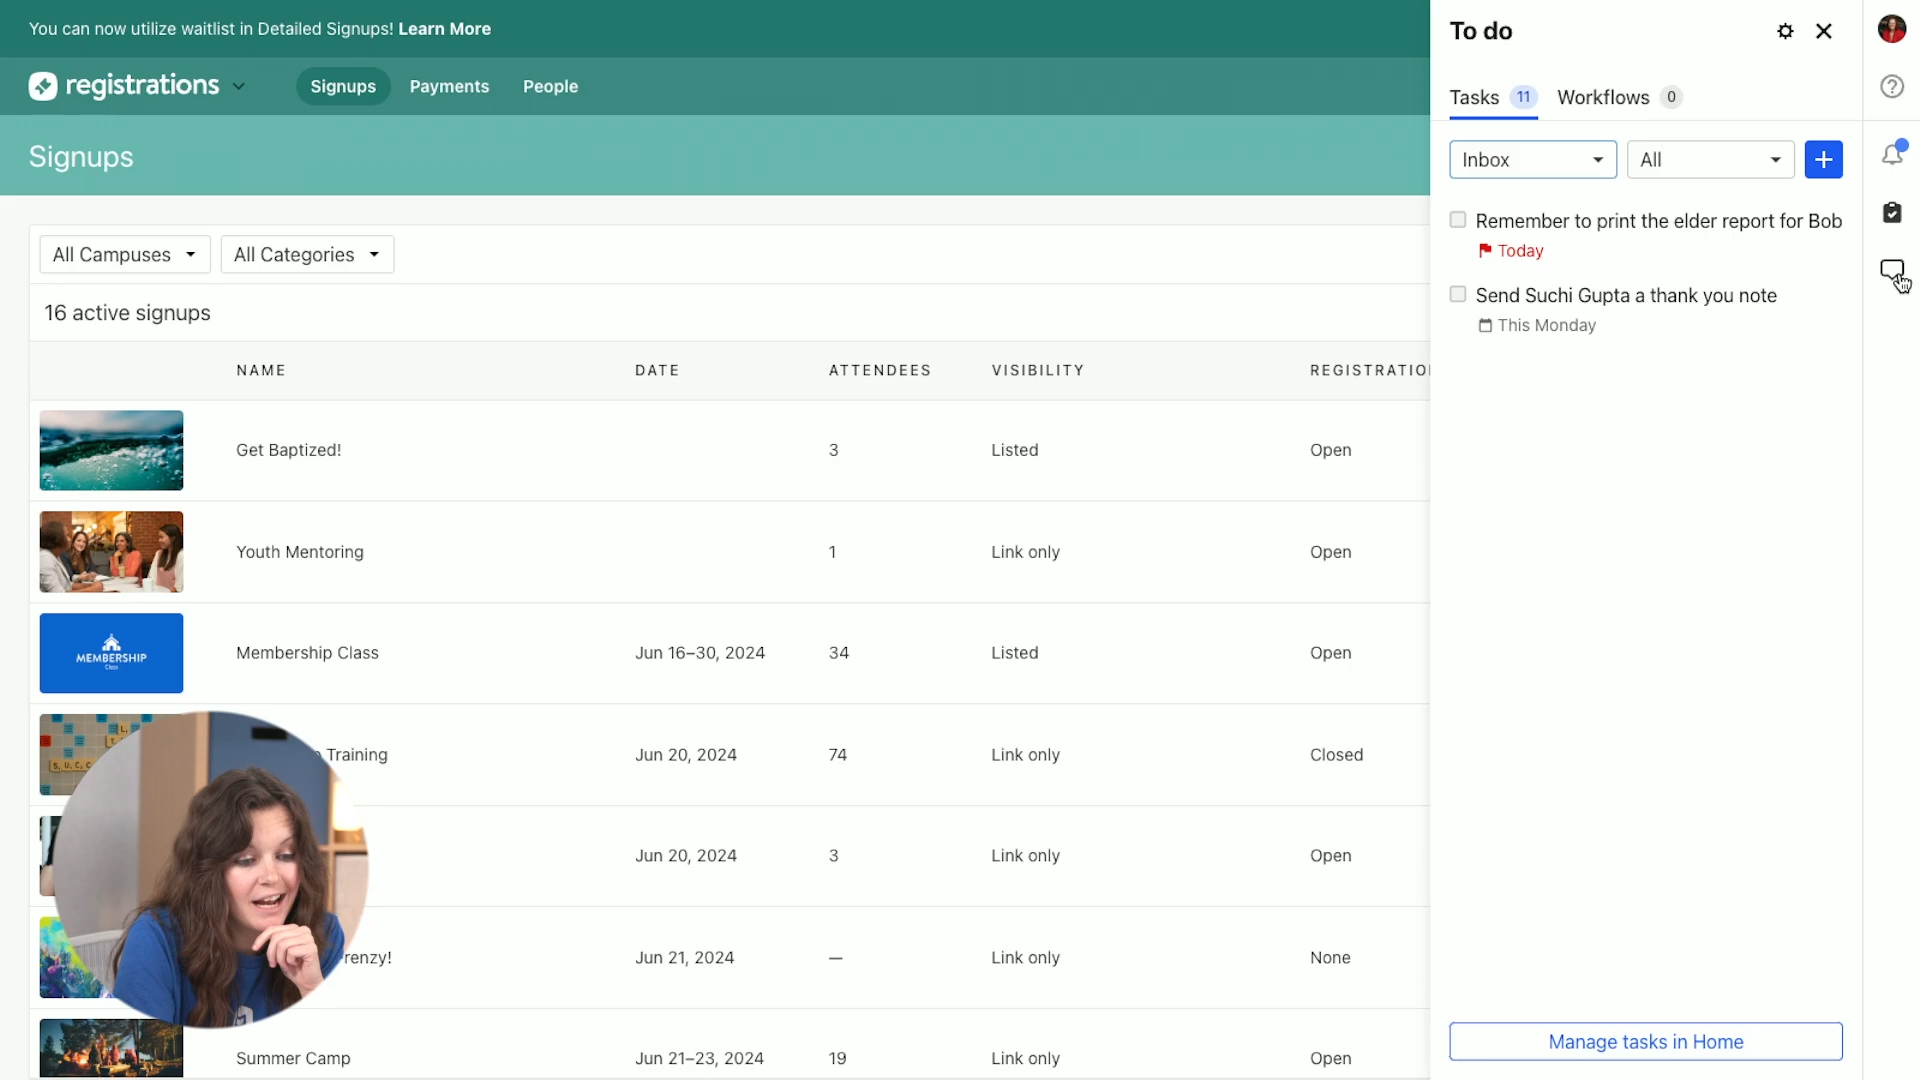 You can now utilize waitlist in Detailed Signups! Learn More
registrations
Signups
Payments
People
Signups
All Campuses
All Categories
16 active signups
NAME DATE ATTENDEES VISIBILITY REGISTRATIO
Get Baptized! 3 Listed Open
Youth Mentoring 1 Link only Open
MEMBERSHIP
Class
Membership Class Jun 16–30, 2024 34 Listed Open
Training Jun 20, 2024 74 Link only Closed
Jun 20, 2024 3 Link only Open
renzy! Jun 21, 2024 — Link only None
Summer Camp Jun 21–23, 2024 19 Link only Open
To do
Tasks 11 Workflows 0
Inbox
All
Remember to print the elder report for Bob
Today
Send Suchi Gupta a thank you note
This Monday
Manage tasks in Home